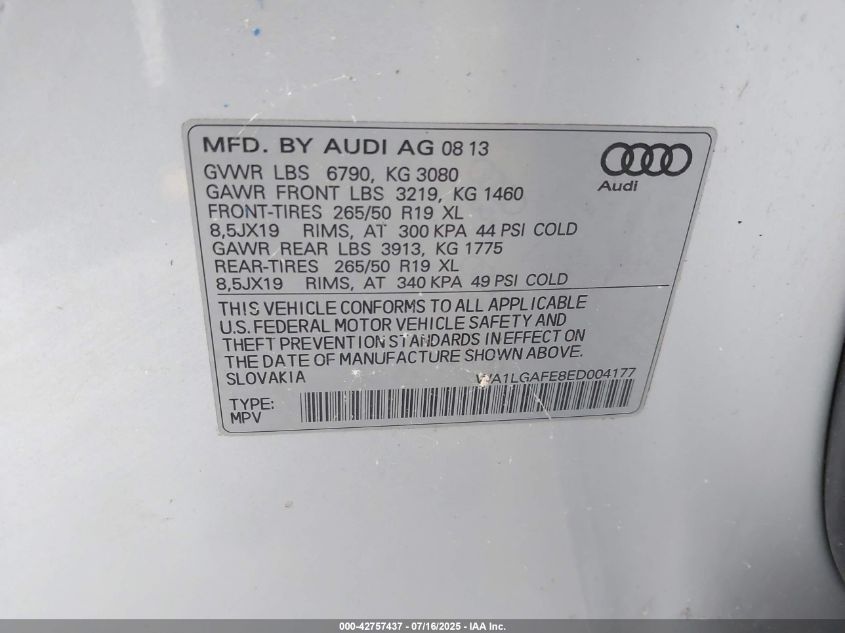 MFD. BY AUDI AG 08 13
Audi
GVWR LBS 6790, KG 3080
GAWR FRONT LBS 3219, KG 1460
FRONT-TIRES 265/50 R19 XL
8,5JX19 RIMS, AT 300 KPA 44 PSI COLD
GAWR REAR LBS 3913, KG 1775
REAR-TIRES 265/50 R19 XL
8,5JX19 RIMS, AT 340 KPA 49 PSI COLD
THIS VEHICLE CONFORMS TO ALL APPLICABLE
U.S. FEDERAL MOTOR VEHICLE SAFETY AND
THEFT PREVENTION STANDARDS IN EFFECT ON
THE DATE OF MANUFACTURE SHOWN ABOVE.
SLOVAKIA WA1LGAFE8ED004177
TYPE:
MPV
000-42757437 - 07/16/2025 - IAA Inc.